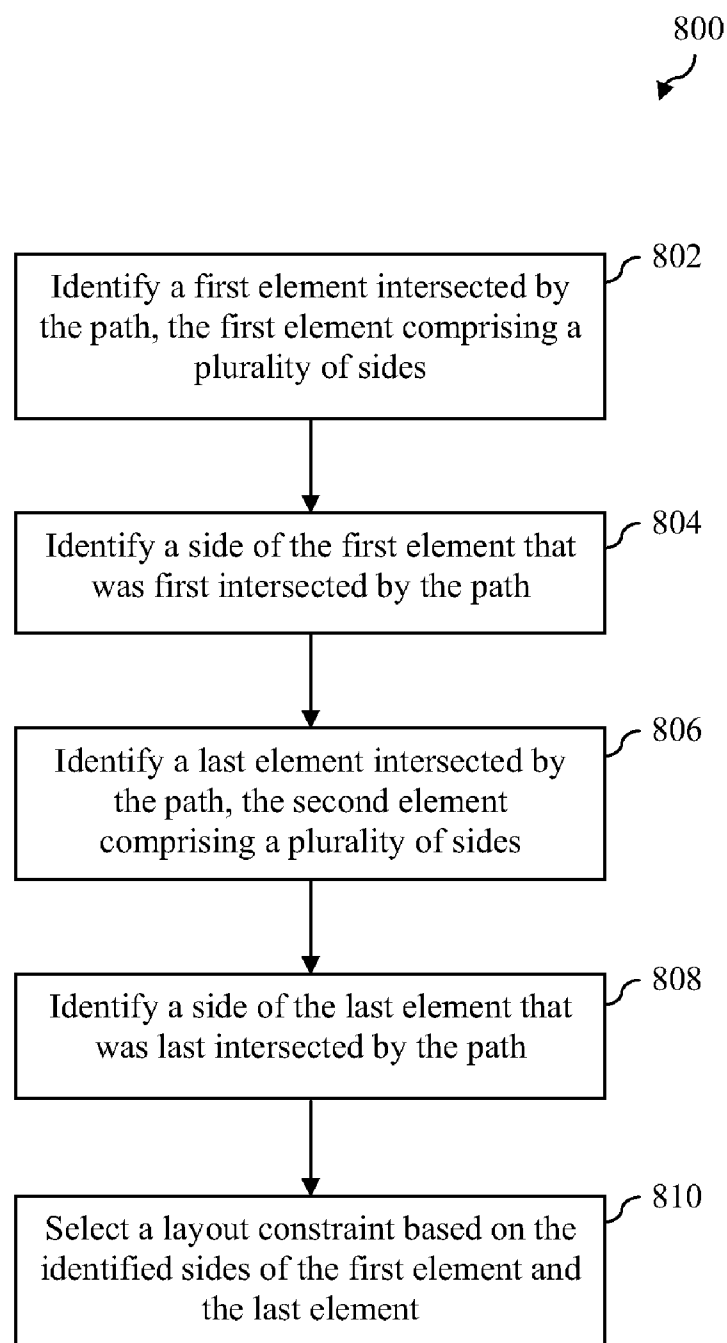 800
802
Identify a first element intersected by
the path, the first element comprising a
plurality of sides
804
Identify a side of the first element that
was first intersected by the path
806
Identify a last element intersected by
the path, the second element
comprising a plurality of sides
808
Identify a side of the last element that
was last intersected by the path
810
Select a layout constraint based on the
identified sides of the first element and
the last element